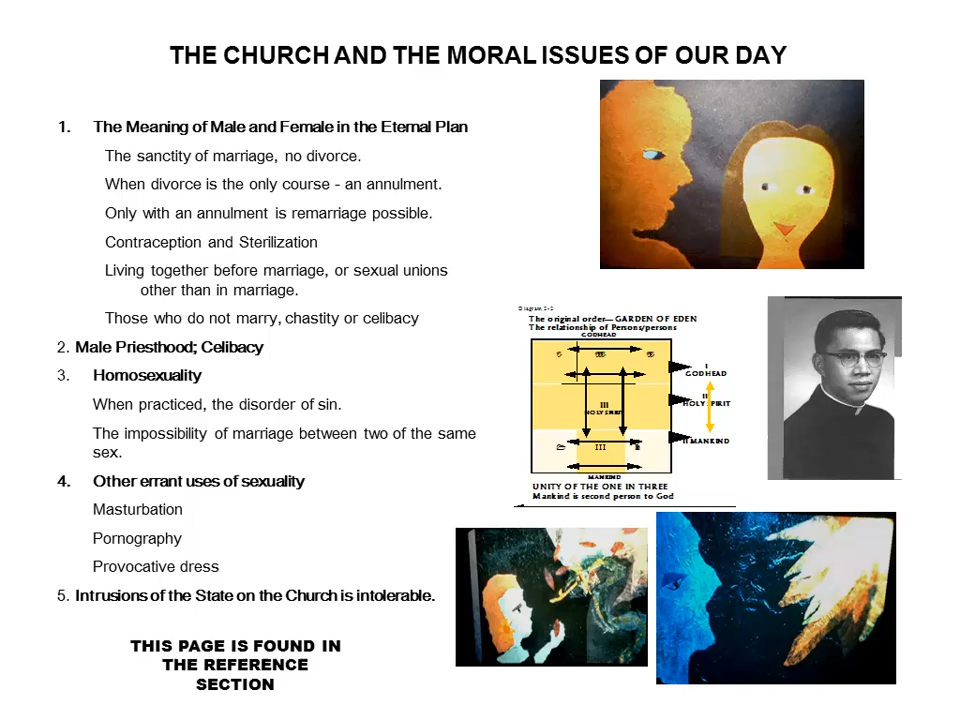 THE CHURCH AND THE MORAL ISSUES OF OUR DAY
1. The Meaning of Male and Female in the Eternal Plan
The sanctity of marriage, no divorce.
When divorce is the only course - an annulment.
Only with an annulment is remarriage possible.
Contraception and Sterilization
Living together before marriage, or sexual unions
other than in marriage.
Those who do not marry, chastity or celibacy
2. Male Priesthood; Celibacy
3. Homosexuality
When practiced, the disorder of sin.
The impossibility of marriage between two of the same
sex.
4. Other errant uses of sexuality
Masturbation
Pornography
Provocative dress
5. Intrusions of the State on the Church is intolerable.
THIS PAGE IS FOUND IN
THE REFERENCE
SECTION
Diagram 2-2
The original order— GARDEN OF EDEN
The relationship of Persons/persons
GODHEAD
I
GODHEAD
III
HOLY SPIRIT
II
HOLY SPIRIT
III
II MANKIND
MANKIND
UNITY OF THE ONE IN THREE
Mankind is second person to God